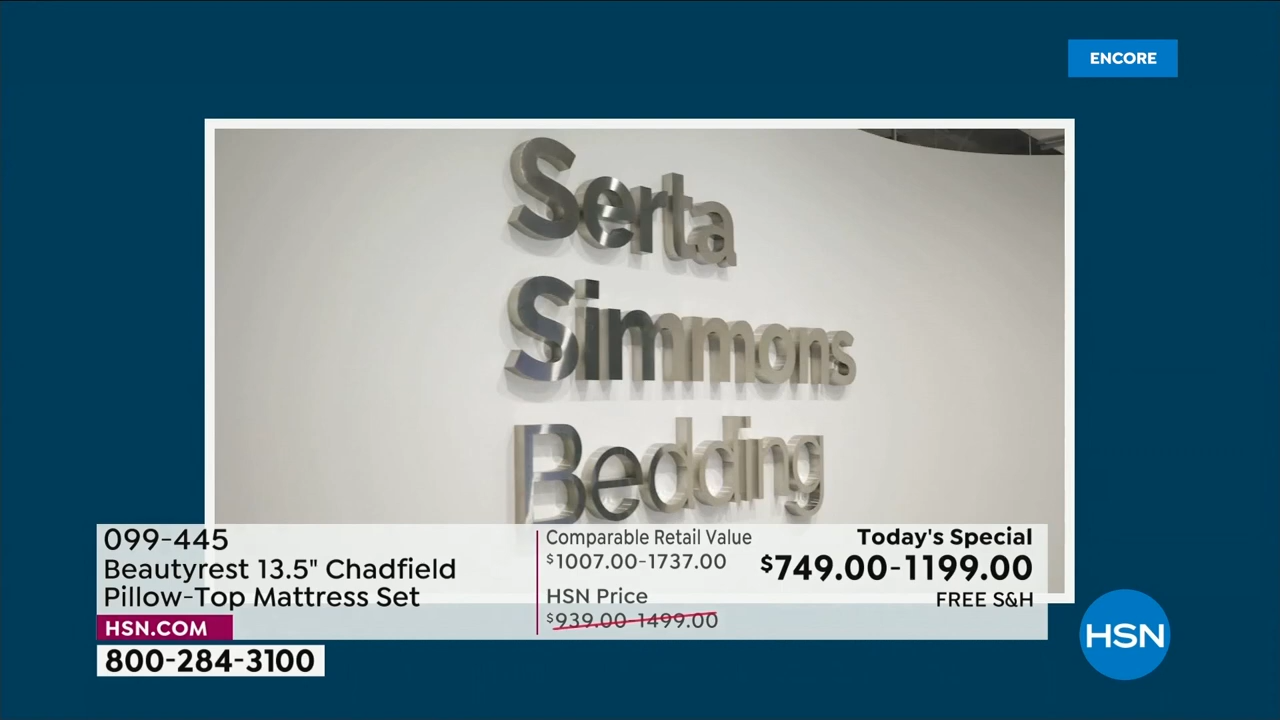 ENCORE
Serta
Simmons
Bedding
099-445
Beautyrest 13.5" Chadfield
Pillow-Top Mattress Set
HSN.COM
800-284-3100
Comparable Retail Value
$1007.00-1737.00
HSN Price
$939.00-1499.00
Today's Special
$749.00-1199.00
FREE S&H
HSN